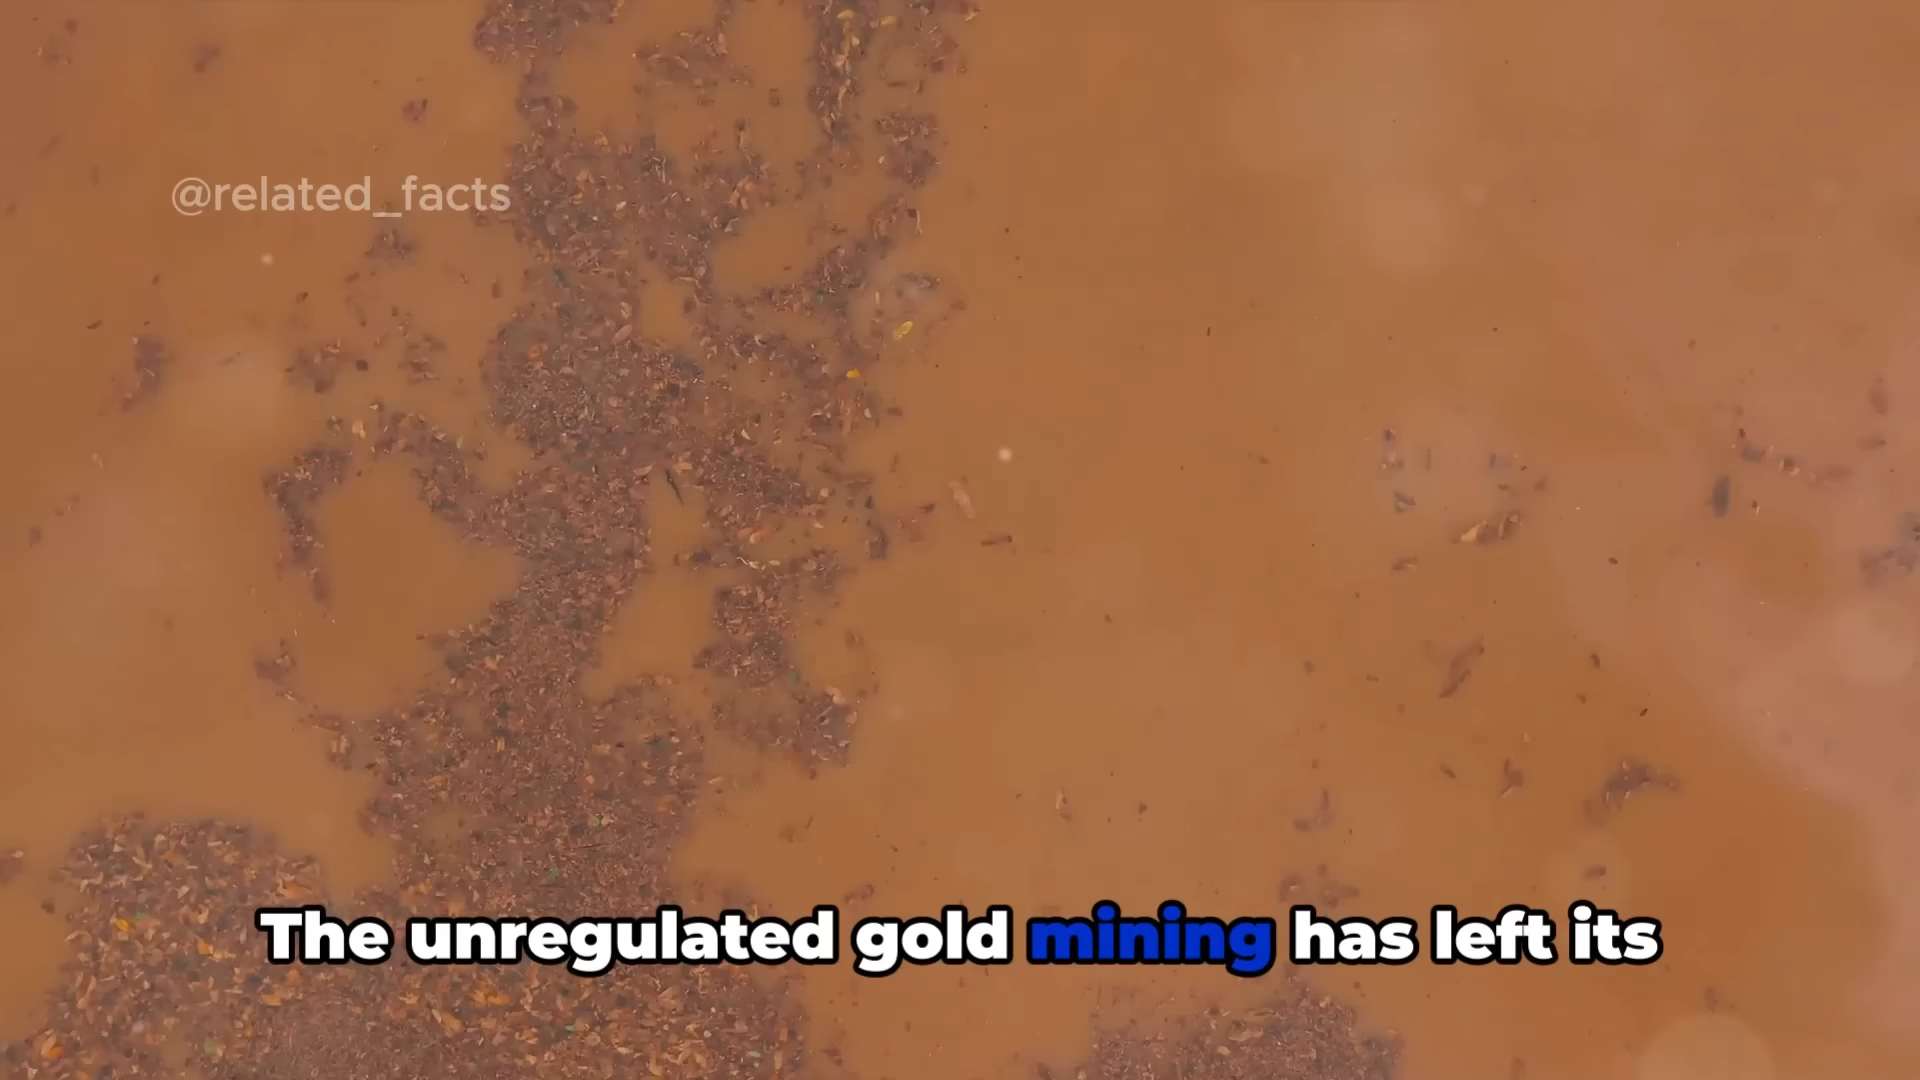 @related_facts
The unregulated gold mining has left its